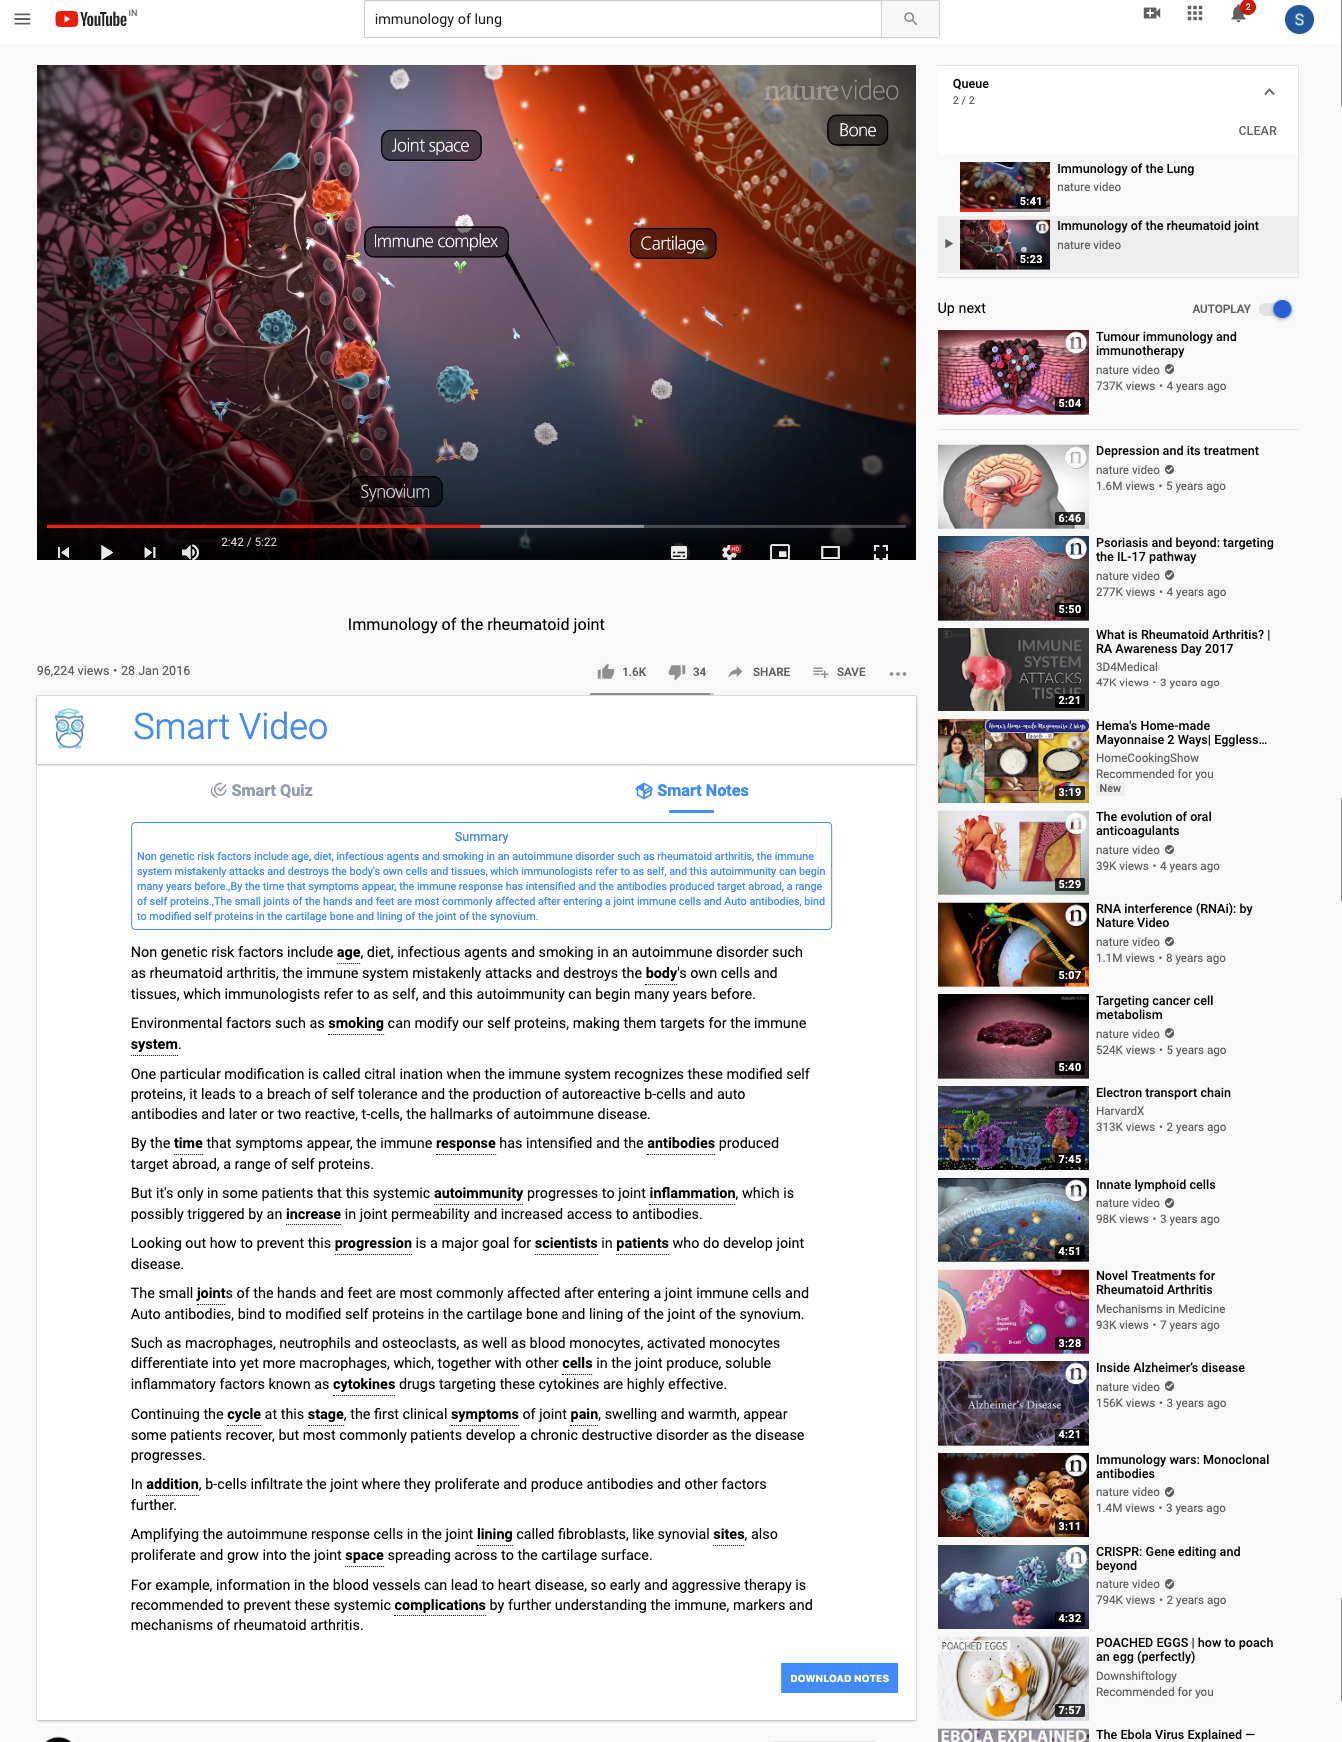 YouTube IN
immunology of lung
2
S
naturevideo
Joint space
Bone
Immune complex
Cartilage
Synovium
2:42 / 5:22
HD
Immunology of the rheumatoid joint
96,224 views • 28 Jan 2016
1.6K
34
SHARE
SAVE
Smart Video
Smart Quiz
Smart Notes
Summary
Non genetic risk factors include age, diet, infectious agents and smoking in an autoimmune disorder such as rheumatoid arthritis, the immune
system mistakenly attacks and destroys the body's own cells and tissues, which immunologists refer to as self, and this autoimmunity can begin
many years before.,By the time that symptoms appear, the immune response has intensified and the antibodies produced target abroad, a range
of self proteins.,The small joints of the hands and feet are most commonly affected after entering a joint immune cells and Auto antibodies, bind
to modified self proteins in the cartilage bone and lining of the joint of the synovium.
Non genetic risk factors include age, diet, infectious agents and smoking in an autoimmune disorder such
as rheumatoid arthritis, the immune system mistakenly attacks and destroys the body's own cells and
tissues, which immunologists refer to as self, and this autoimmunity can begin many years before.
Environmental factors such as smoking can modify our self proteins, making them targets for the immune
system.
One particular modification is called citral ination when the immune system recognizes these modified self
proteins, it leads to a breach of self tolerance and the production of autoreactive b-cells and auto
antibodies and later or two reactive, t-cells, the hallmarks of autoimmune disease.
By the time that symptoms appear, the immune response has intensified and the antibodies produced
target abroad, a range of self proteins.
But it's only in some patients that this systemic autoimmunity progresses to joint inflammation, which is
possibly triggered by an increase in joint permeability and increased access to antibodies.
Looking out how to prevent this progression is a major goal for scientists in patients who do develop joint
disease.
The small joints of the hands and feet are most commonly affected after entering a joint immune cells and
Auto antibodies, bind to modified self proteins in the cartilage bone and lining of the joint of the synovium.
Such as macrophages, neutrophils and osteoclasts, as well as blood monocytes, activated monocytes
differentiate into yet more macrophages, which, together with other cells in the joint produce, soluble
inflammatory factors known as cytokines drugs targeting these cytokines are highly effective.
Continuing the cycle at this stage, the first clinical symptoms of joint pain, swelling and warmth, appear
some patients recover, but most commonly patients develop a chronic destructive disorder as the disease
progresses.
In addition, b-cells infiltrate the joint where they proliferate and produce antibodies and other factors
further.
Amplifying the autoimmune response cells in the joint lining called fibroblasts, like synovial sites, also
proliferate and grow into the joint space spreading across to the cartilage surface.
For example, information in the blood vessels can lead to heart disease, so early and aggressive therapy is
recommended to prevent these systemic complications by further understanding the immune, markers and
mechanisms of rheumatoid arthritis.
DOWNLOAD NOTES
Queue
2 / 2
CLEAR
Immunology of the Lung
nature video
5:41
Immunology of the rheumatoid joint
nature video
n
5:23
Up next
AUTOPLAY
Tumour immunology and
immunotherapy
nature video
737K views • 4 years ago
n
5:04
Depression and its treatment
nature video
1.6M views • 5 years ago
n
6:46
Psoriasis and beyond: targeting
the IL-17 pathway
nature video
277K views • 4 years ago
n
5:50
What is Rheumatoid Arthritis? |
RA Awareness Day 2017
3D4Medical
47K views • 3 years ago
IMMUNE
SYSTEM
ATTACKS
TISSUE
2:21
Hema's Home-made
Mayonnaise 2 Ways| Eggless...
HomeCookingShow
Recommended for you
New
Hema's Home-made Mayonnaise 2 Ways
3:19
The evolution of oral
anticoagulants
nature video
39K views • 4 years ago
n
5:29
RNA interference (RNAi): by
Nature Video
nature video
1.1M views • 8 years ago
n
5:07
Targeting cancer cell
metabolism
nature video
524K views • 5 years ago
5:40
Electron transport chain
HarvardX
313K views • 2 years ago
7:45
Innate lymphoid cells
nature video
98K views • 3 years ago
n
4:51
Novel Treatments for
Rheumatoid Arthritis
Mechanisms in Medicine
93K views • 7 years ago
B-cell
depleting
agent
B-cell
3:28
Inside Alzheimer's disease
nature video
156K views • 3 years ago
n
Inside
Alzheimer's Disease
4:21
Immunology wars: Monoclonal
antibodies
nature video
1.4M views • 3 years ago
n
3:11
CRISPR: Gene editing and
beyond
nature video
794K views • 2 years ago
n
4:32
POACHED EGGS | how to poach
an egg (perfectly)
Downshiftology
Recommended for you
POACHED EGGS
7:57
EBOLA EXPLAINED
The Ebola Virus Explained —